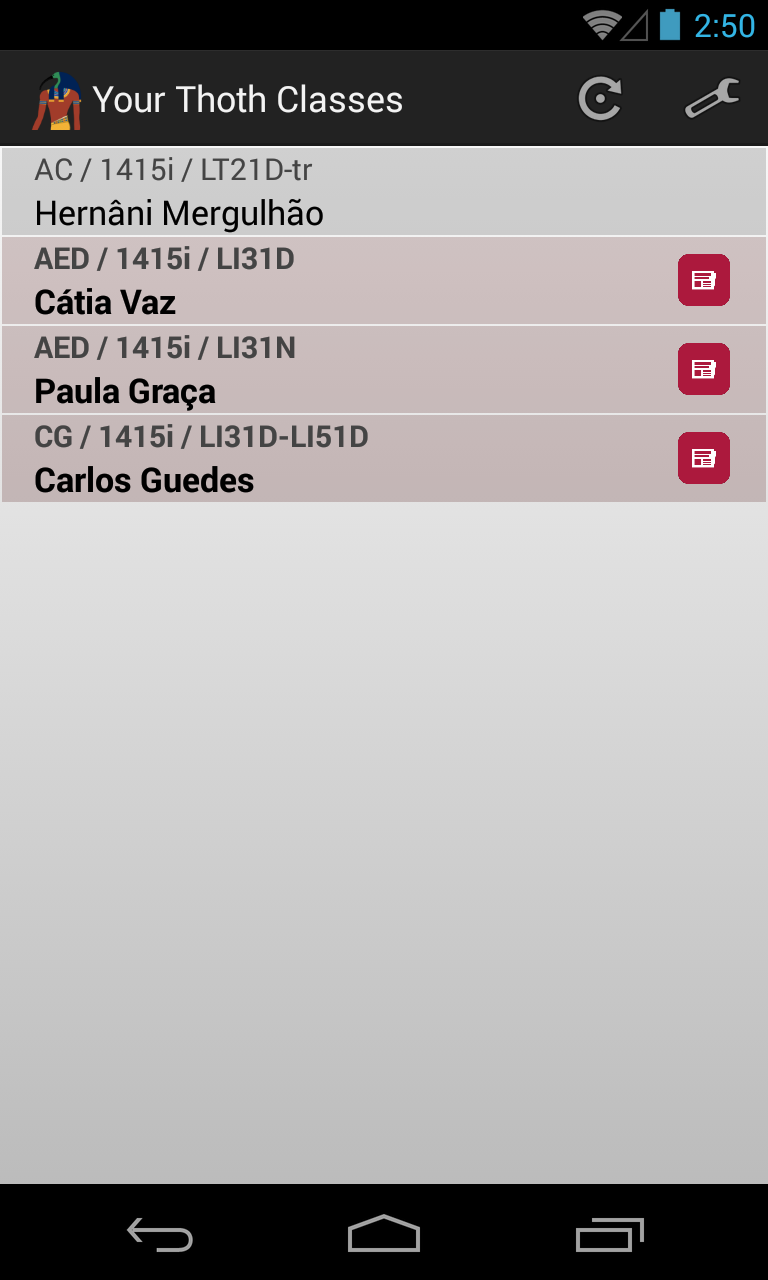 2:50
Your Thoth Classes
AC / 1415i / LT21D-tr
Hernâni Mergulhão
AED / 1415i / LI31D
Cátia Vaz
AED / 1415i / LI31N
Paula Graça
CG / 1415i / LI31D-LI51D
Carlos Guedes